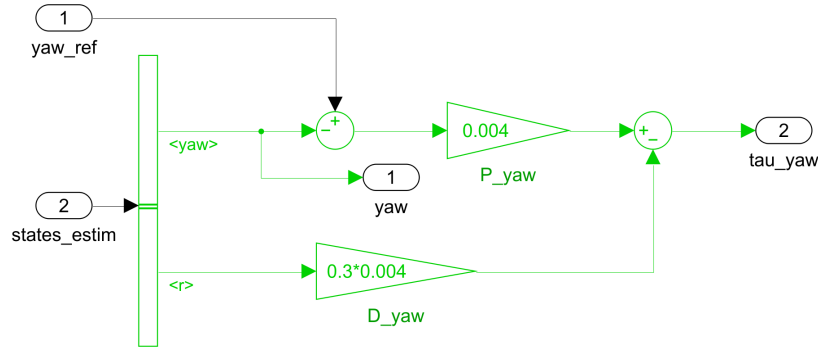 1
yaw_ref
<yaw>
- +
0.004
P_yaw
+ -
2
tau_yaw
1
yaw
2
states_estim
<r>
0.3*0.004
D_yaw